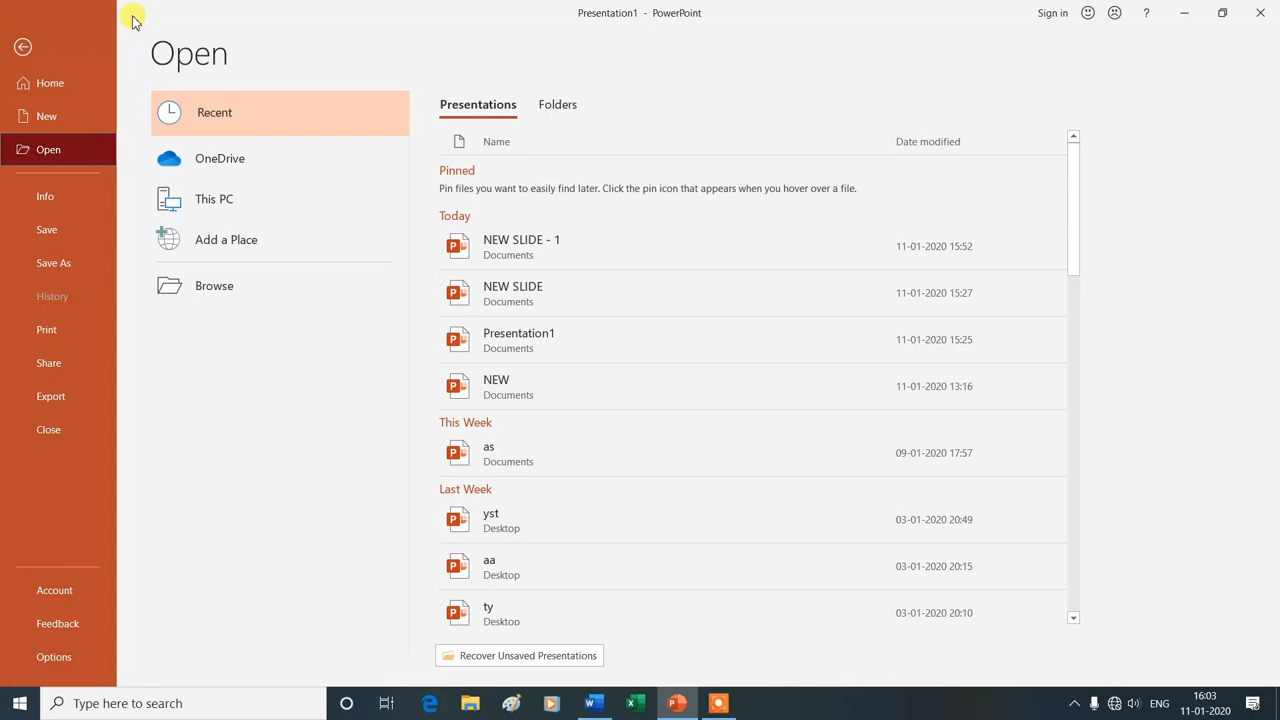 Presentation1 - PowerPoint
Sign in
?
Open
Home
New
Open
Info
Save
Save As
History
Print
Share
Export
Close
Account
Feedback
Options
Recent
OneDrive
This PC
Add a Place
Browse
Presentations Folders
Name Date modified
Pinned
Pin files you want to easily find later. Click the pin icon that appears when you hover over a file.
Today
NEW SLIDE - 1 11-01-2020 15:52
Documents
NEW SLIDE 11-01-2020 15:27
Documents
Presentation1 11-01-2020 15:25
Documents
NEW 11-01-2020 13:16
Documents
This Week
as 09-01-2020 17:57
Documents
Last Week
yst 03-01-2020 20:49
Desktop
aa 03-01-2020 20:15
Desktop
ty 03-01-2020 20:10
Desktop
Recover Unsaved Presentations
Type here to search
ENG
16:03
11-01-2020